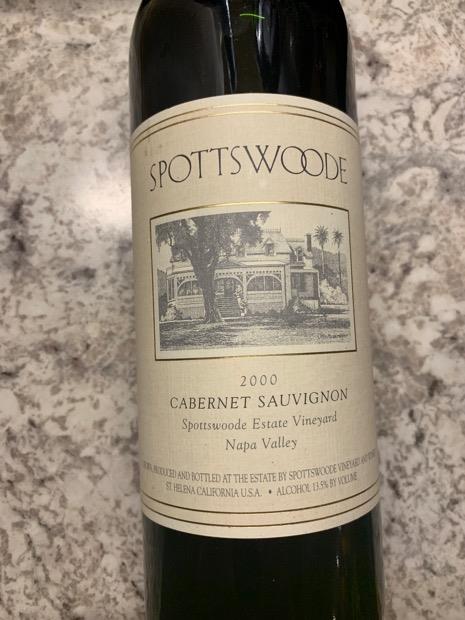 SPOTTSWOODE
2000
CABERNET SAUVIGNON
Spottswoode Estate Vineyard
Napa Valley
PRODUCED AND BOTTLED AT THE ESTATE BY SPOTTSWOODE VINEYARD AND
ST. HELENA CALIFORNIA U.S.A. • ALCOHOL 13.5% BY VOLUME